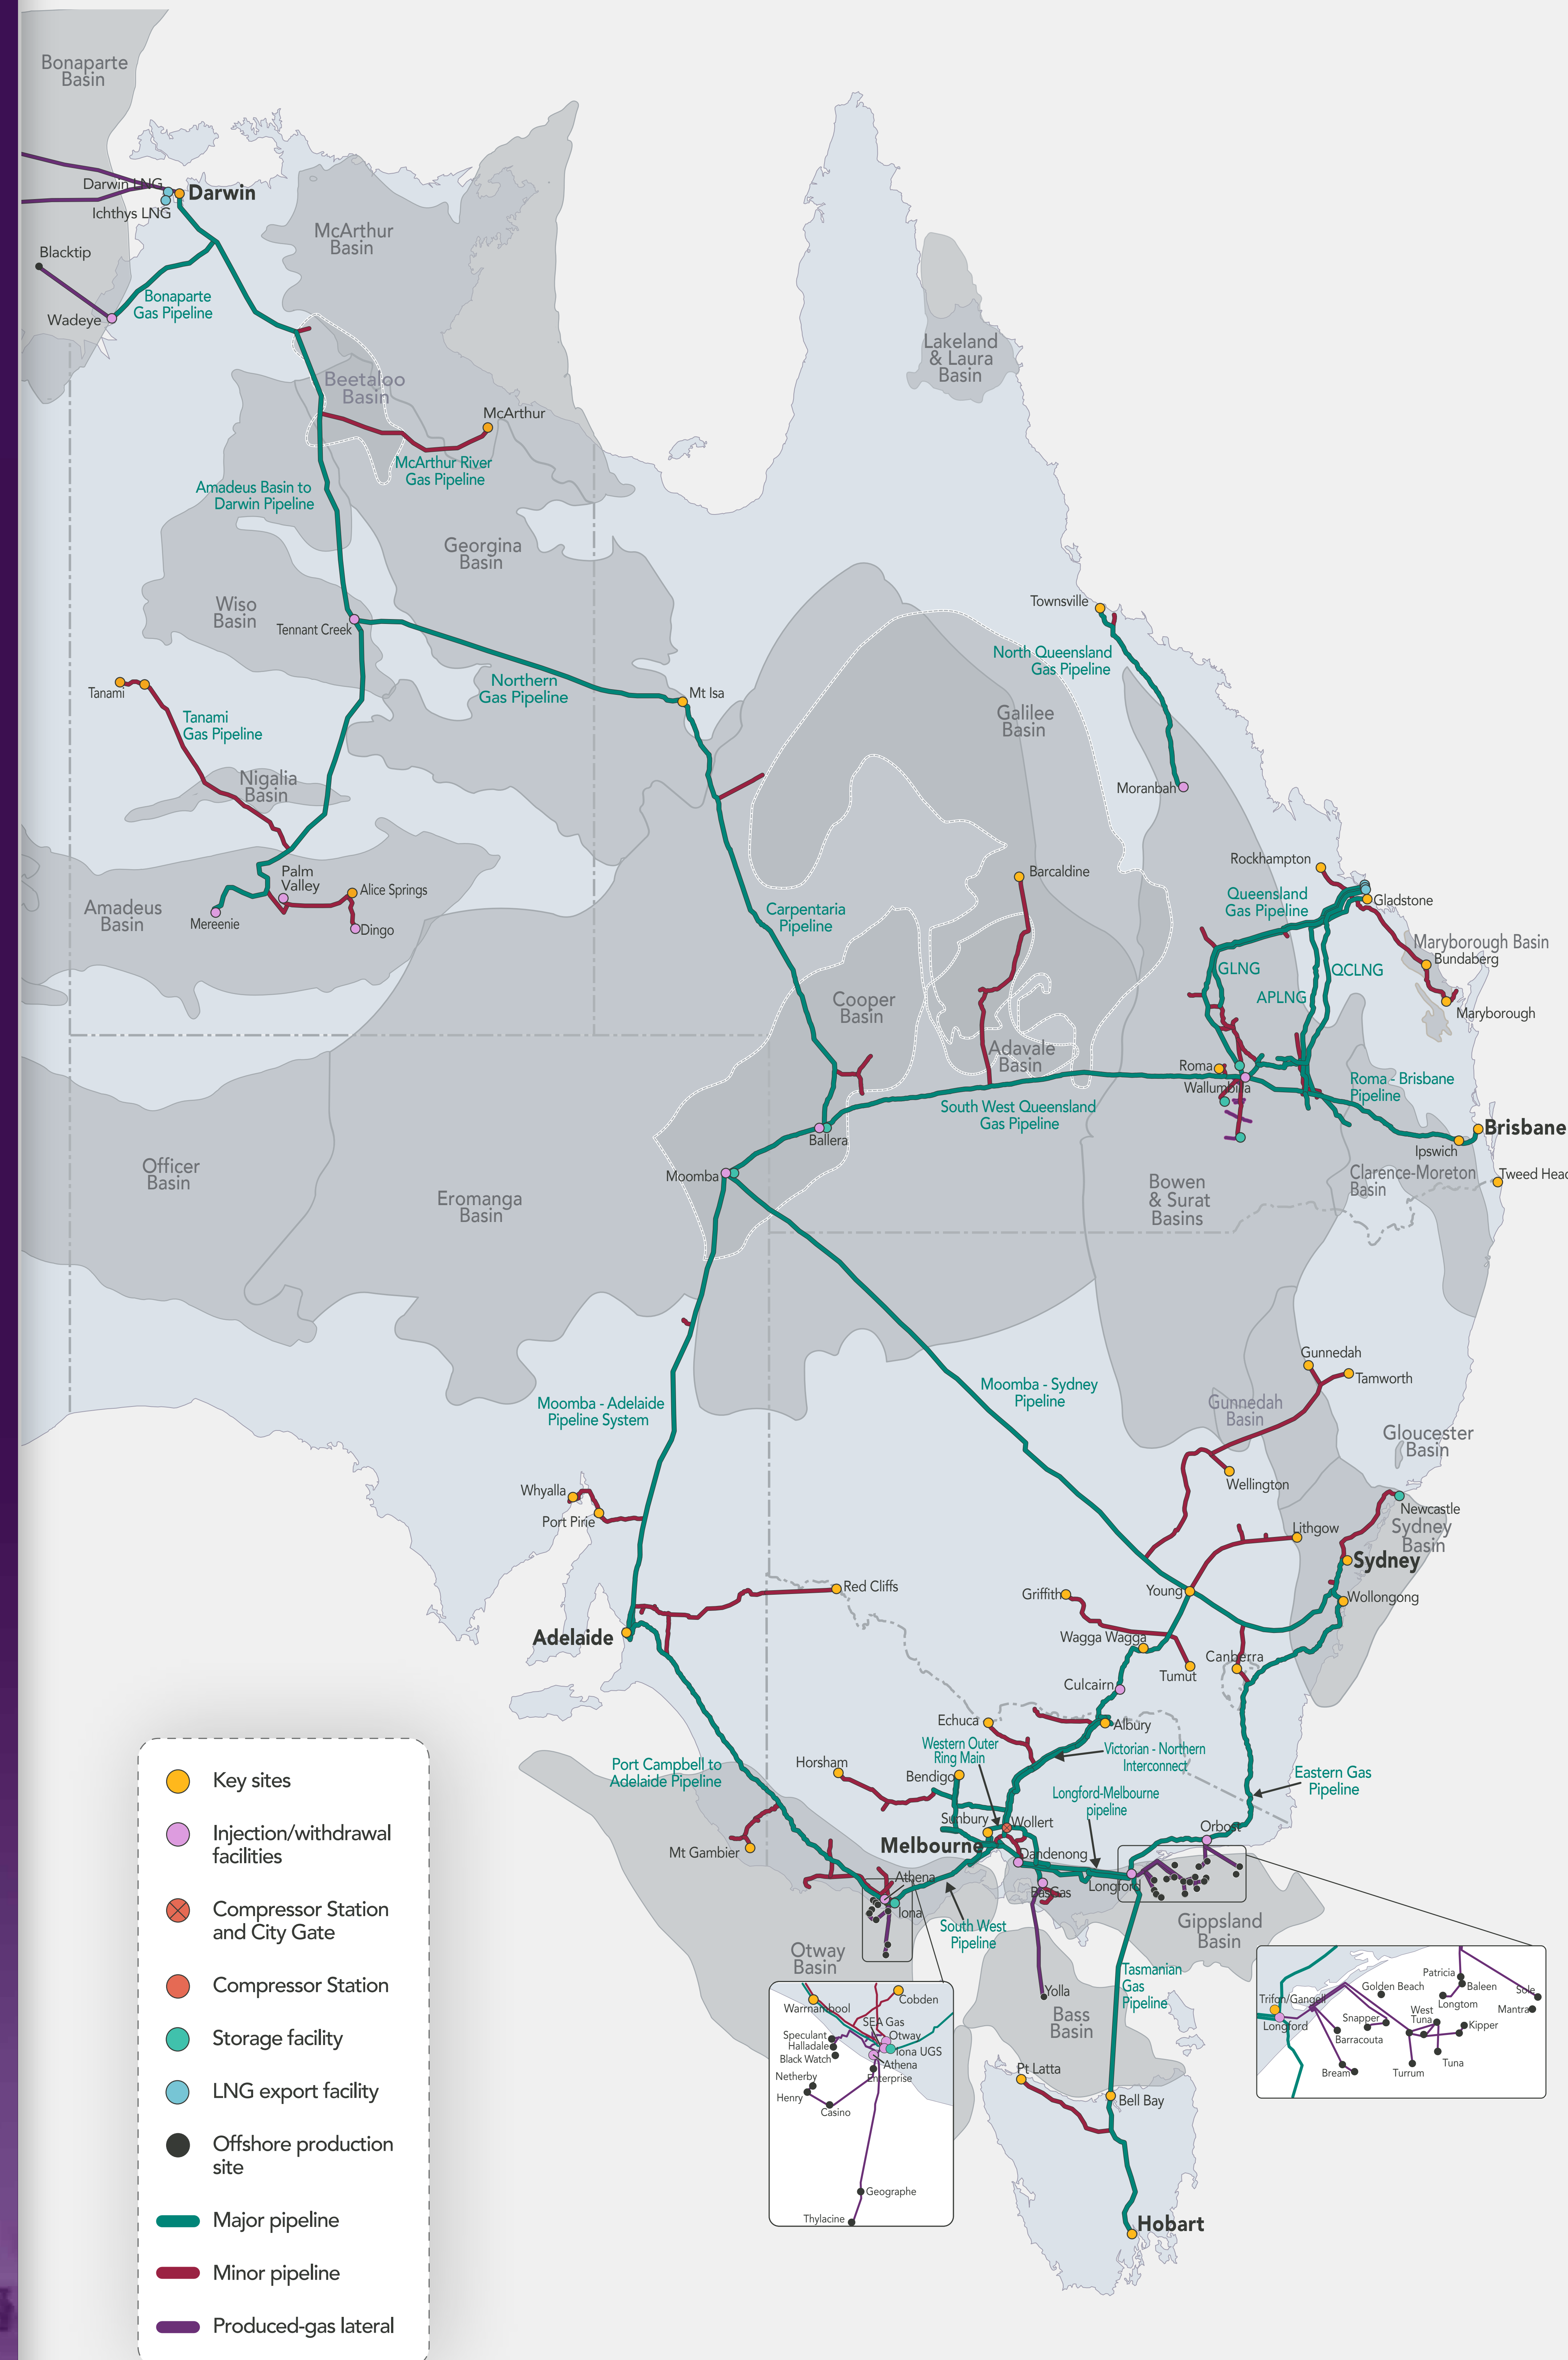 Bonaparte
Basin
Darwin LNG
Darwin
Ichthys LNG
McArthur
Basin
Blacktip
Bonaparte
Gas Pipeline
Wadeye
Lakeland
& Laura
Basin
Beetaloo
Basin
McArthur
McArthur River
Gas Pipeline
Amadeus Basin to
Darwin Pipeline
Georgina
Basin
Wiso
Basin
Tennant Creek
Townsville
North Queensland
Gas Pipeline
Northern
Gas Pipeline
Mt Isa
Tanami
Tanami
Gas Pipeline
Galilee
Basin
Nigalia
Basin
Moranbah
Rockhampton
Palm
Valley
Alice Springs
Barcaldine
Queensland
Gas Pipeline
Gladstone
Amadeus
Basin
Mereenie
Dingo
Carpentaria
Pipeline
Maryborough Basin
Bundaberg
GLNG
QCLNG
APLNG
Cooper
Basin
Maryborough
Adavale
Basin
Roma
Wallumbilla
Roma - Brisbane
Pipeline
South West Queensland
Gas Pipeline
Ballera
Brisbane
Ipswich
Moomba
Officer
Basin
Eromanga
Basin
Bowen
& Surat
Basins
Clarence-Moreton
Basin
Tweed Head
Gunnedah
Tamworth
Moomba - Sydney
Pipeline
Moomba - Adelaide
Pipeline System
Gunnedah
Basin
Gloucester
Basin
Wellington
Whyalla
Port Pirie
Newcastle
Lithgow
Sydney
Basin
Sydney
Red Cliffs
Griffith
Young
Wollongong
Adelaide
Wagga Wagga
Tumut
Canberra
Culcairn
Echuca
Albury
Western Outer
Ring Main
Victorian - Northern
Interconnect
Port Campbell to
Adelaide Pipeline
Horsham
Bendigo
Longford-Melbourne
pipeline
Eastern Gas
Pipeline
Sunbury
Wollert
Orbost
Melbourne
Dandenong
Mt Gambier
Athena
BasGas
Longford
Iona
South West
Pipeline
Gippsland
Basin
Otway
Basin
Tasmanian
Gas
Pipeline
Yolla
Bass
Basin
Pt Latta
Bell Bay
Hobart
Warrnambool
Cobden
SEA Gas
Speculant
Otway
Halladale
Iona UGS
Black Watch
Athena
Enterprise
Netherby
Henry
Casino
Geographe
Thylacine
Patricia
Golden Beach
Baleen
Sole
Longtom
Mantra
Trifon/Gangell
Longford
Snapper
West
Tuna
Kipper
Barracouta
Bream
Turrum
Tuna
Key sites
Injection/withdrawal
facilities
Compressor Station
and City Gate
Compressor Station
Storage facility
LNG export facility
Offshore production
site
Major pipeline
Minor pipeline
Produced-gas lateral